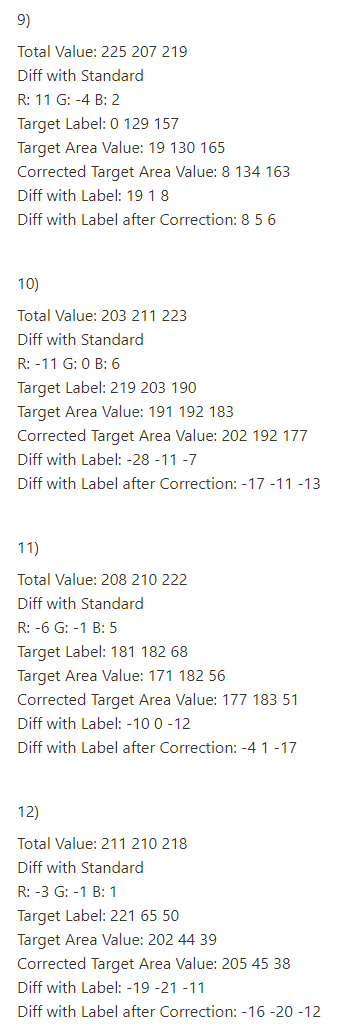 9)
Total Value: 225 207 219
Diff with Standard
R: 11 G: -4 B: 2
Target Label: 0 129 157
Target Area Value: 19 130 165
Corrected Target Area Value: 8 134 163
Diff with Label: 19 1 8
Diff with Label after Correction: 8 5 6
10)
Total Value: 203 211 223
Diff with Standard
R: -11 G: 0 B: 6
Target Label: 219 203 190
Target Area Value: 191 192 183
Corrected Target Area Value: 202 192 177
Diff with Label: -28 -11 -7
Diff with Label after Correction: -17 -11 -13
11)
Total Value: 208 210 222
Diff with Standard
R: -6 G: -1 B: 5
Target Label: 181 182 68
Target Area Value: 171 182 56
Corrected Target Area Value: 177 183 51
Diff with Label: -10 0 -12
Diff with Label after Correction: -4 1 -17
12)
Total Value: 211 210 218
Diff with Standard
R: -3 G: -1 B: 1
Target Label: 221 65 50
Target Area Value: 202 44 39
Corrected Target Area Value: 205 45 38
Diff with Label: -19 -21 -11
Diff with Label after Correction: -16 -20 -12